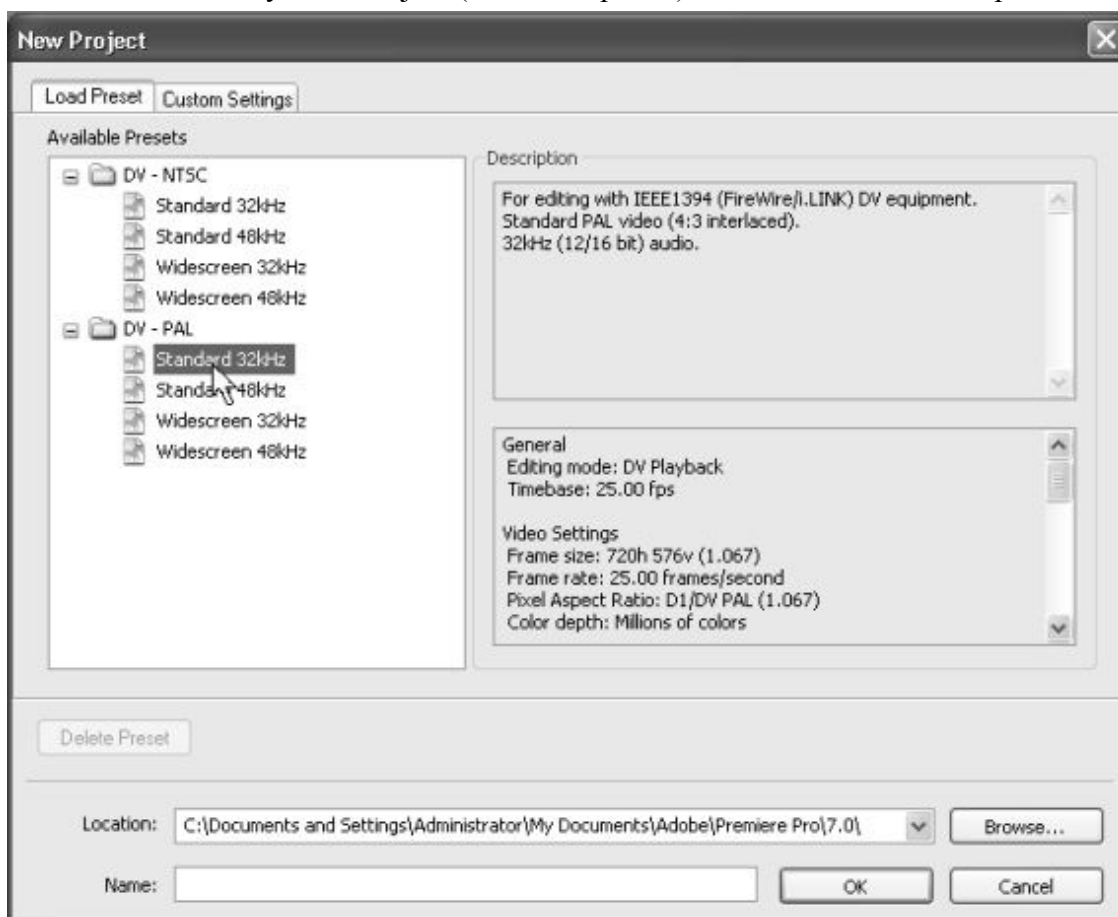 New Project
Load Preset Custom Settings
Available Presets
DV - NTSC
Standard 32kHz
Standard 48kHz
Widescreen 32kHz
Widescreen 48kHz
DV - PAL
Standard 32kHz
Standard 48kHz
Widescreen 32kHz
Widescreen 48kHz
Description
For editing with IEEE1394 (FireWire/i.LINK) DV equipment.
Standard PAL video (4:3 interlaced).
32kHz (12/16 bit) audio.
General
Editing mode: DV Playback
Timebase: 25.00 fps
Video Settings
Frame size: 720h 576v (1.067)
Frame rate: 25.00 frames/second
Pixel Aspect Ratio: D1/DV PAL (1.067)
Color depth: Millions of colors
Delete Preset
Location: C:\Documents and Settings\Administrator\My Documents\Adobe\Premiere Pro\7.0\ Browse...
Name: OK Cancel